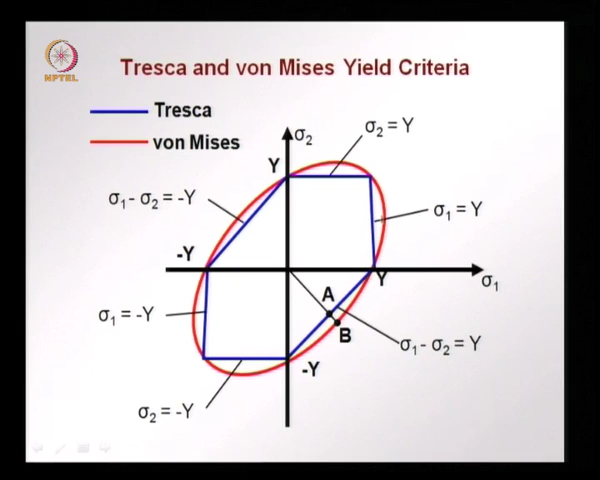 NPTEL
Tresca and von Mises Yield Criteria
Tresca
von Mises
σ₂
σ₂ = Y
Y
σ₁ - σ₂ = -Y
σ₁ = Y
-Y
Y
σ₁
A
σ₁ = -Y
B
σ₁ - σ₂ = Y
-Y
σ₂ = -Y